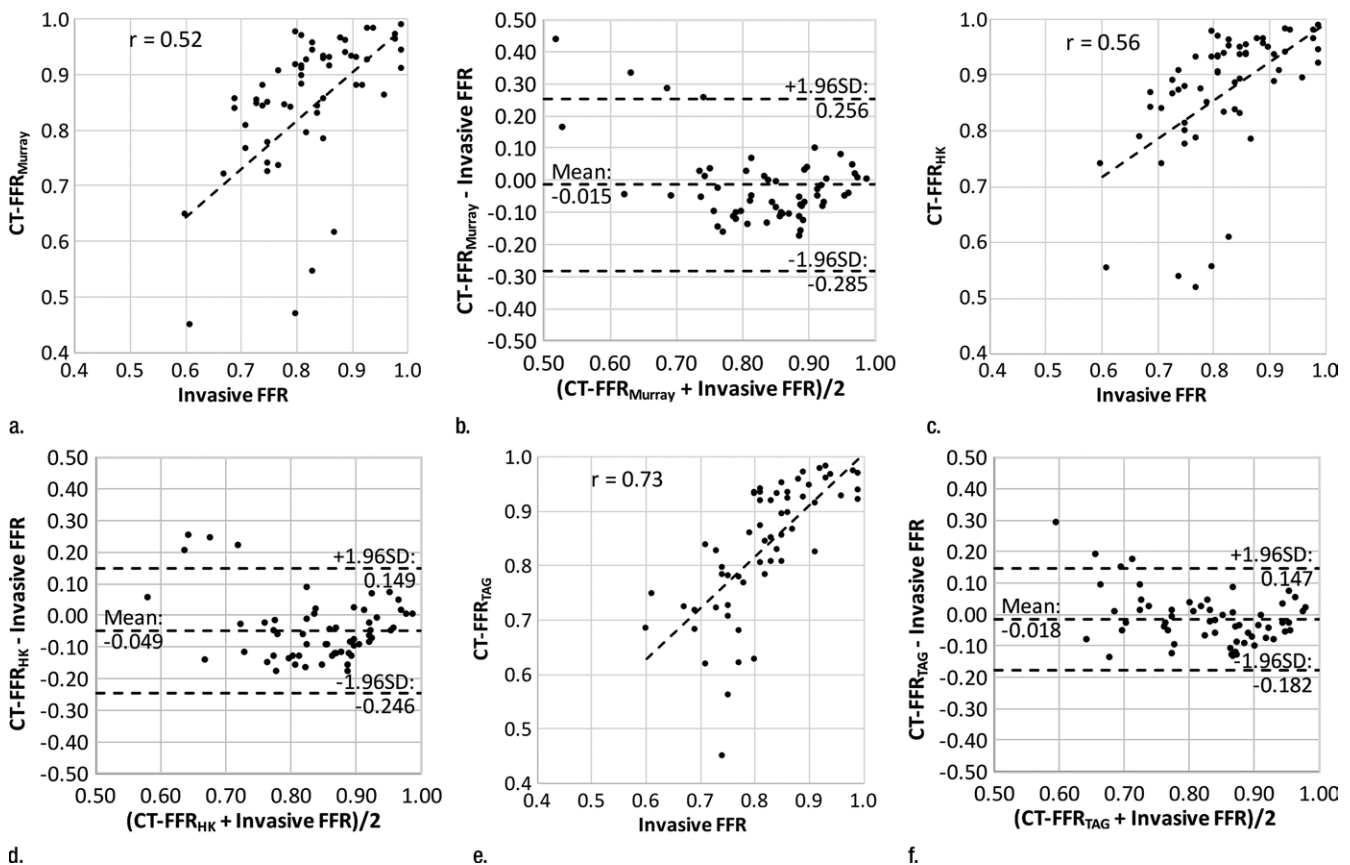 1.0
0.9
0.8
0.7
0.6
0.5
0.4
CT-FFRMurray
r = 0.52
0.4 0.5 0.6 0.7 0.8 0.9 1.0
Invasive FFR
a.
0.50
0.40
0.30
0.20
0.10
0.00
-0.10
-0.20
-0.30
-0.40
-0.50
CT-FFRMurray - Invasive FFR
+1.96SD:
0.256
Mean:
-0.015
-1.96SD:
-0.285
0.50 0.60 0.70 0.80 0.90 1.00
(CT-FFRMurray + Invasive FFR)/2
b.
1.0
0.9
0.8
0.7
0.6
0.5
0.4
CT-FFRHK
r = 0.56
0.4 0.5 0.6 0.7 0.8 0.9 1.0
Invasive FFR
c.
0.50
0.40
0.30
0.20
0.10
0.00
-0.10
-0.20
-0.30
-0.40
-0.50
CT-FFRHK - Invasive FFR
+1.96SD:
0.149
Mean:
-0.049
-1.96SD:
-0.246
0.50 0.60 0.70 0.80 0.90 1.00
(CT-FFRHK + Invasive FFR)/2
d.
1.0
0.9
0.8
0.7
0.6
0.5
0.4
CT-FFRTAG
r = 0.73
0.4 0.5 0.6 0.7 0.8 0.9 1.0
Invasive FFR
e.
0.50
0.40
0.30
0.20
0.10
0.00
-0.10
-0.20
-0.30
-0.40
-0.50
CT-FFRTAG - Invasive FFR
+1.96SD:
0.147
Mean:
-0.018
-1.96SD:
-0.182
0.50 0.60 0.70 0.80 0.90 1.00
(CT-FFRTAG + Invasive FFR)/2
f.